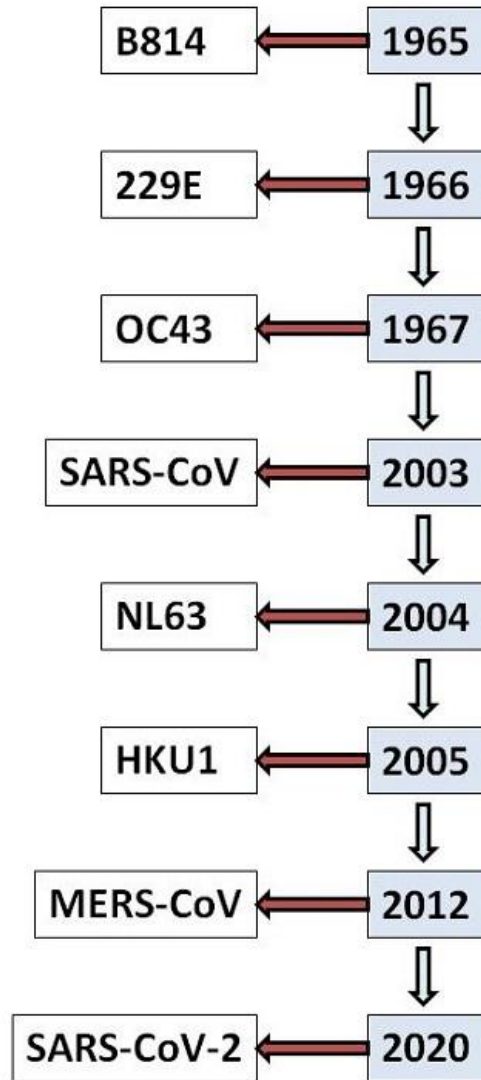 B814 1965
229E 1966
OC43 1967
SARS-CoV 2003
NL63 2004
HKU1 2005
MERS-CoV 2012
SARS-CoV-2 2020